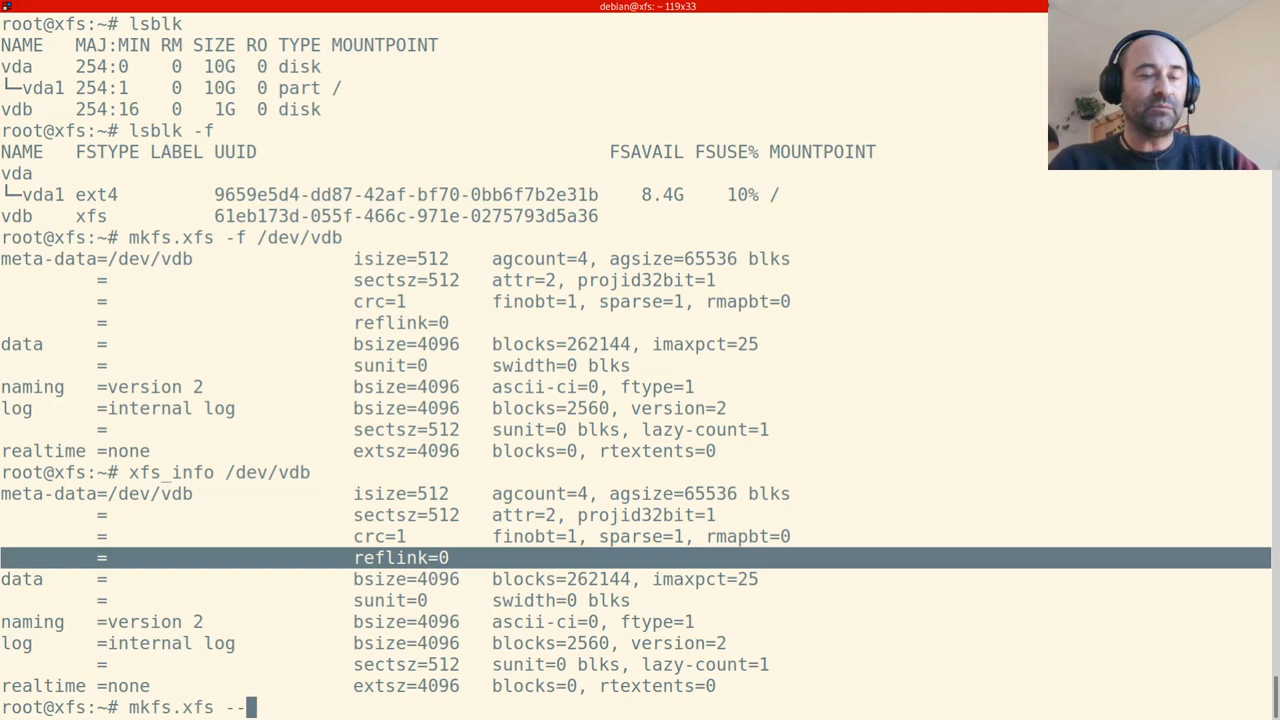 debian@xfs: ~ 119x33
root@xfs:~# lsblk
NAME   MAJ:MIN RM SIZE RO TYPE MOUNTPOINT
vda    254:0    0  10G  0 disk
└─vda1 254:1    0  10G  0 part /
vdb    254:16   0   1G  0 disk
root@xfs:~# lsblk -f
NAME   FSTYPE LABEL UUID                                 FSAVAIL FSUSE% MOUNTPOINT
vda
└─vda1 ext4         9659e5d4-dd87-42af-bf70-0bb6f7b2e31b    8.4G    10% /
vdb    xfs          61eb173d-055f-466c-971e-0275793d5a36
root@xfs:~# mkfs.xfs -f /dev/vdb
meta-data=/dev/vdb               isize=512    agcount=4, agsize=65536 blks
         =                       sectsz=512   attr=2, projid32bit=1
         =                       crc=1        finobt=1, sparse=1, rmapbt=0
         =                       reflink=0
data     =                       bsize=4096   blocks=262144, imaxpct=25
         =                       sunit=0      swidth=0 blks
naming   =version 2              bsize=4096   ascii-ci=0, ftype=1
log      =internal log           bsize=4096   blocks=2560, version=2
         =                       sectsz=512   sunit=0 blks, lazy-count=1
realtime =none                   extsz=4096   blocks=0, rtextents=0
root@xfs:~# xfs_info /dev/vdb
meta-data=/dev/vdb               isize=512    agcount=4, agsize=65536 blks
         =                       sectsz=512   attr=2, projid32bit=1
         =                       crc=1        finobt=1, sparse=1, rmapbt=0
         =                       reflink=0
data     =                       bsize=4096   blocks=262144, imaxpct=25
         =                       sunit=0      swidth=0 blks
naming   =version 2              bsize=4096   ascii-ci=0, ftype=1
log      =internal log           bsize=4096   blocks=2560, version=2
         =                       sectsz=512   sunit=0 blks, lazy-count=1
realtime =none                   extsz=4096   blocks=0, rtextents=0
root@xfs:~# mkfs.xfs --